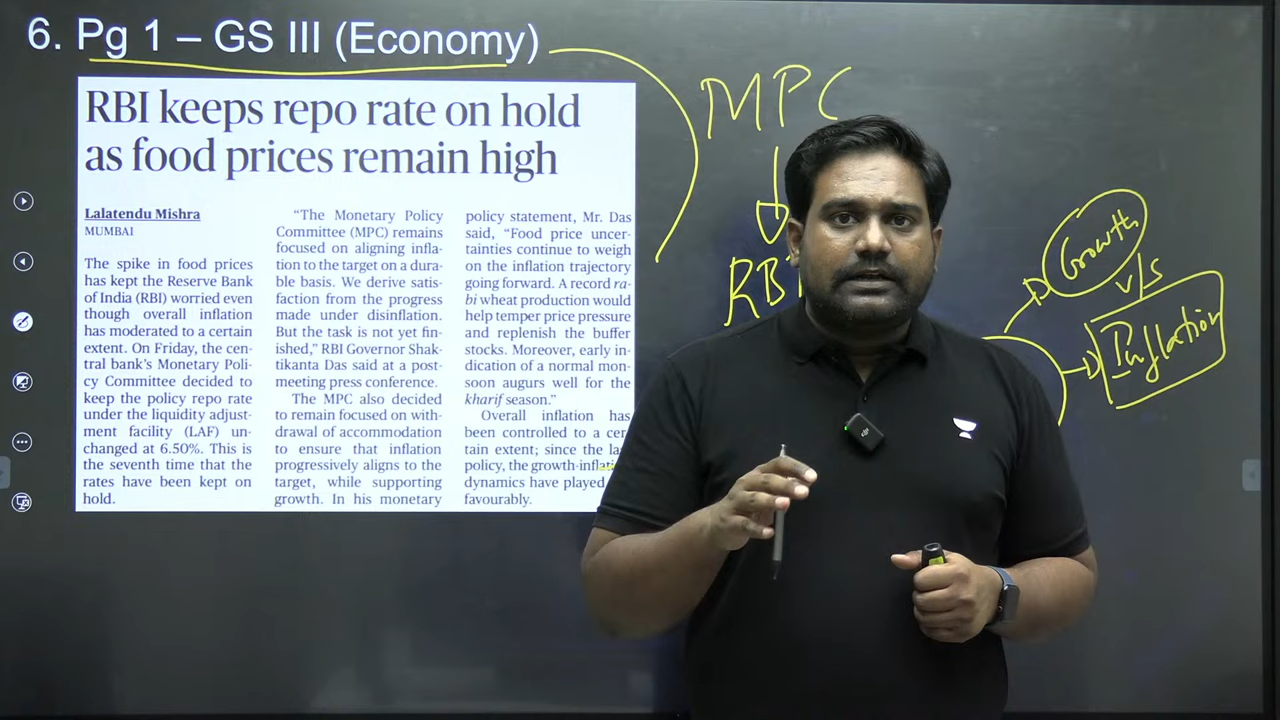 6. Pg 1 – GS III (Economy)
RBI keeps repo rate on hold
as food prices remain high
Lalatendu Mishra
MUMBAI
The spike in food prices
has kept the Reserve Bank
of India (RBI) worried even
though overall inflation
has moderated to a certain
extent. On Friday, the cen-
tral bank's Monetary Poli-
cy Committee decided to
keep the policy repo rate
under the liquidity adjust-
ment facility (LAF) un-
changed at 6.50%. This is
the seventh time that the
rates have been kept on
hold.
"The Monetary Policy
Committee (MPC) remains
focused on aligning infla-
tion to the target on a dura-
ble basis. We derive satis-
faction from the progress
made under disinflation.
But the task is not yet fin-
ished," RBI Governor Shak-
tikanta Das said at a post-
meeting press conference.
The MPC also decided
to remain focused on with-
drawal of accommodation
to ensure that inflation
progressively aligns to the
target, while supporting
growth. In his monetary
policy statement, Mr. Das
said, "Food price uncer-
tainties continue to weigh
on the inflation trajectory
going forward. A record ra-
bi wheat production would
help temper price pressure
and replenish the buffer
stocks. Moreover, early in-
dication of a normal mon-
soon augurs well for the
kharif season."
Overall inflation has
been controlled to a cer-
tain extent; since the
policy, the
dynamics have played
favourably.
MPC
RB
Growth
v/s
Inflation